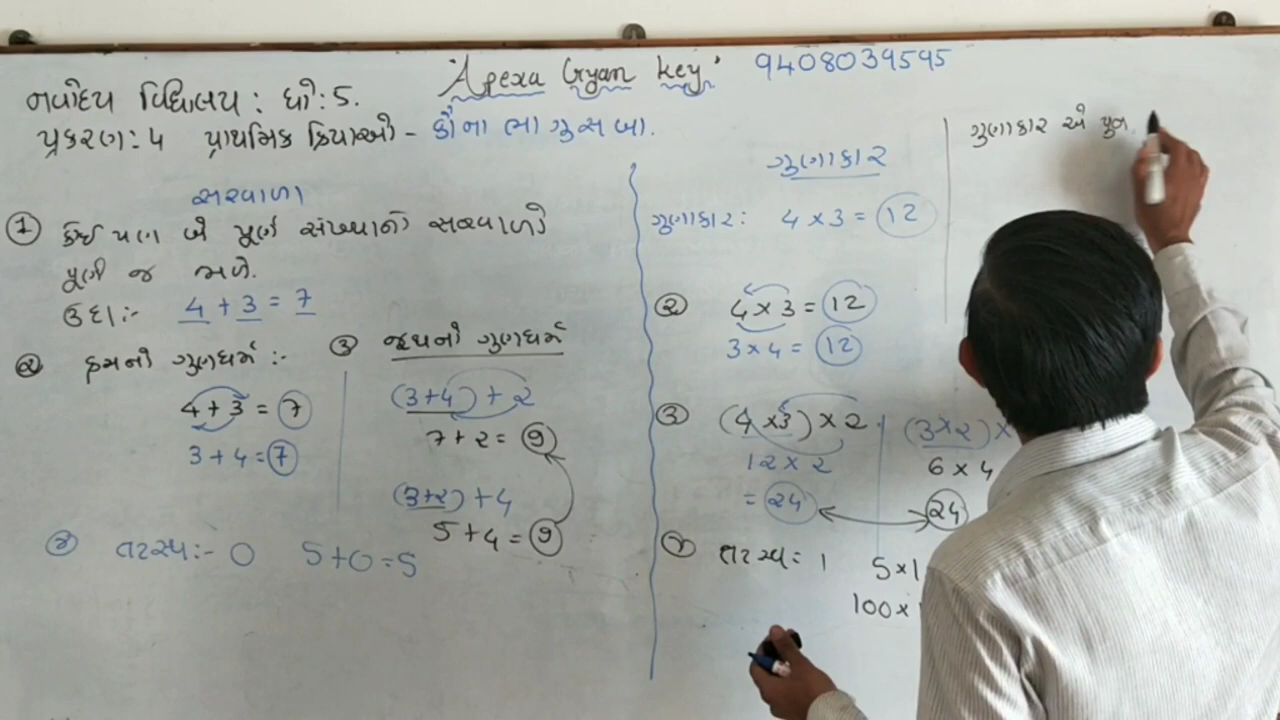 'Apexa Gyan key' 9408039595
નવોદય વિદ્યાલય: ધો: 5.
પ્રકરણ: ૫ પ્રાથમિક ક્રિયાઓ - કૌના ભા ગુ સ બા.
સરવાળા
① કોઈ પણ બે પૂર્ણ સંખ્યાનો સરવાળો
પૂર્ણ જ મળે.
ઉદા:- 4 + 3 = 7
② ક્રમનો ગુણધર્મ :-
4 + 3 = 7
3 + 4 = 7
③ જૂથનો ગુણધર્મ
(3+4) + 2
7 + 2 = 9
(3+2) + 4
5 + 4 = 9
④ તટસ્થ:- 0 5+0=5
ગુણાકાર
ગુણાકાર: 4 × 3 = 12
② 4 × 3 = 12
3 × 4 = 12
③ (4 × 3) × 2
12 × 2
= 24
(3 × 2) ×
6 × 4
24
④ તટસ્થ: 1 5×1
100×
ગુણાકાર એ પુન